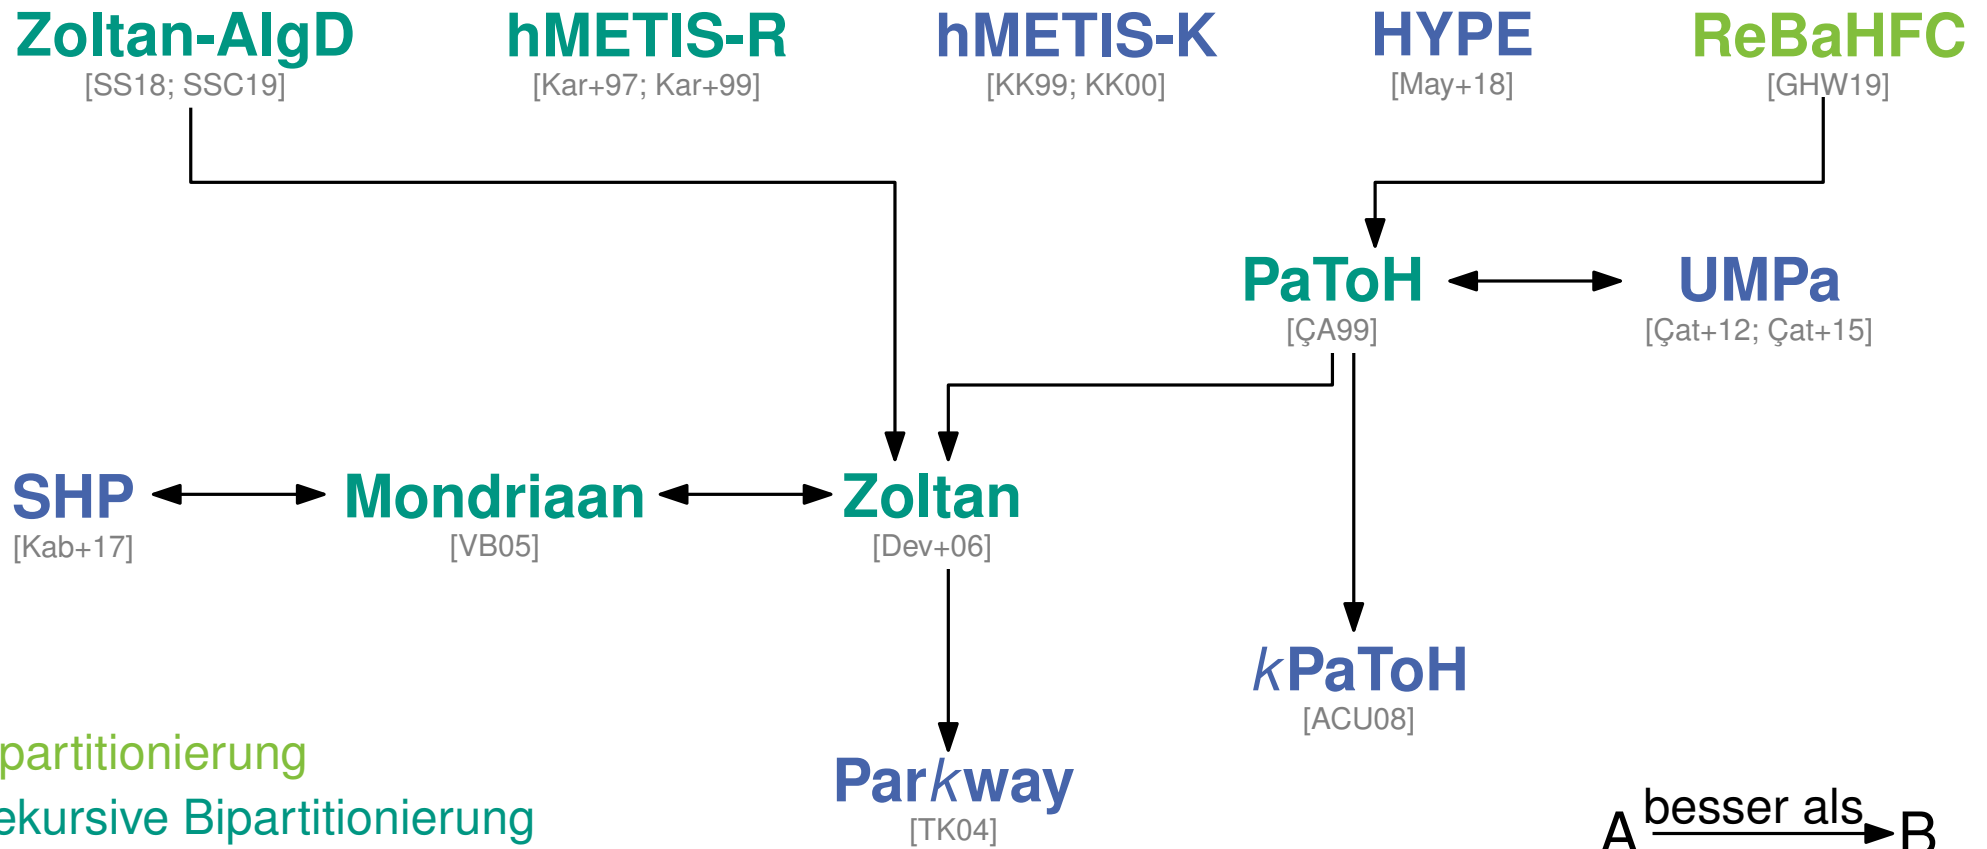 Zoltan-AlgD hMETIS-R hMETIS-K HYPE ReBaHFC
[SS18; SSC19] [Kar+97; Kar+99] [KK99; KK00] [May+18] [GHW19]
PaToH UMPa
[ÇA99] [Çat+12; Çat+15]
SHP Mondriaan Zoltan
[Kab+17] [VB05] [Dev+06]
kPaToH
[ACU08]
partitionierung
Parkway
ekursive Bipartitionierung
[TK04]
besser als
A B